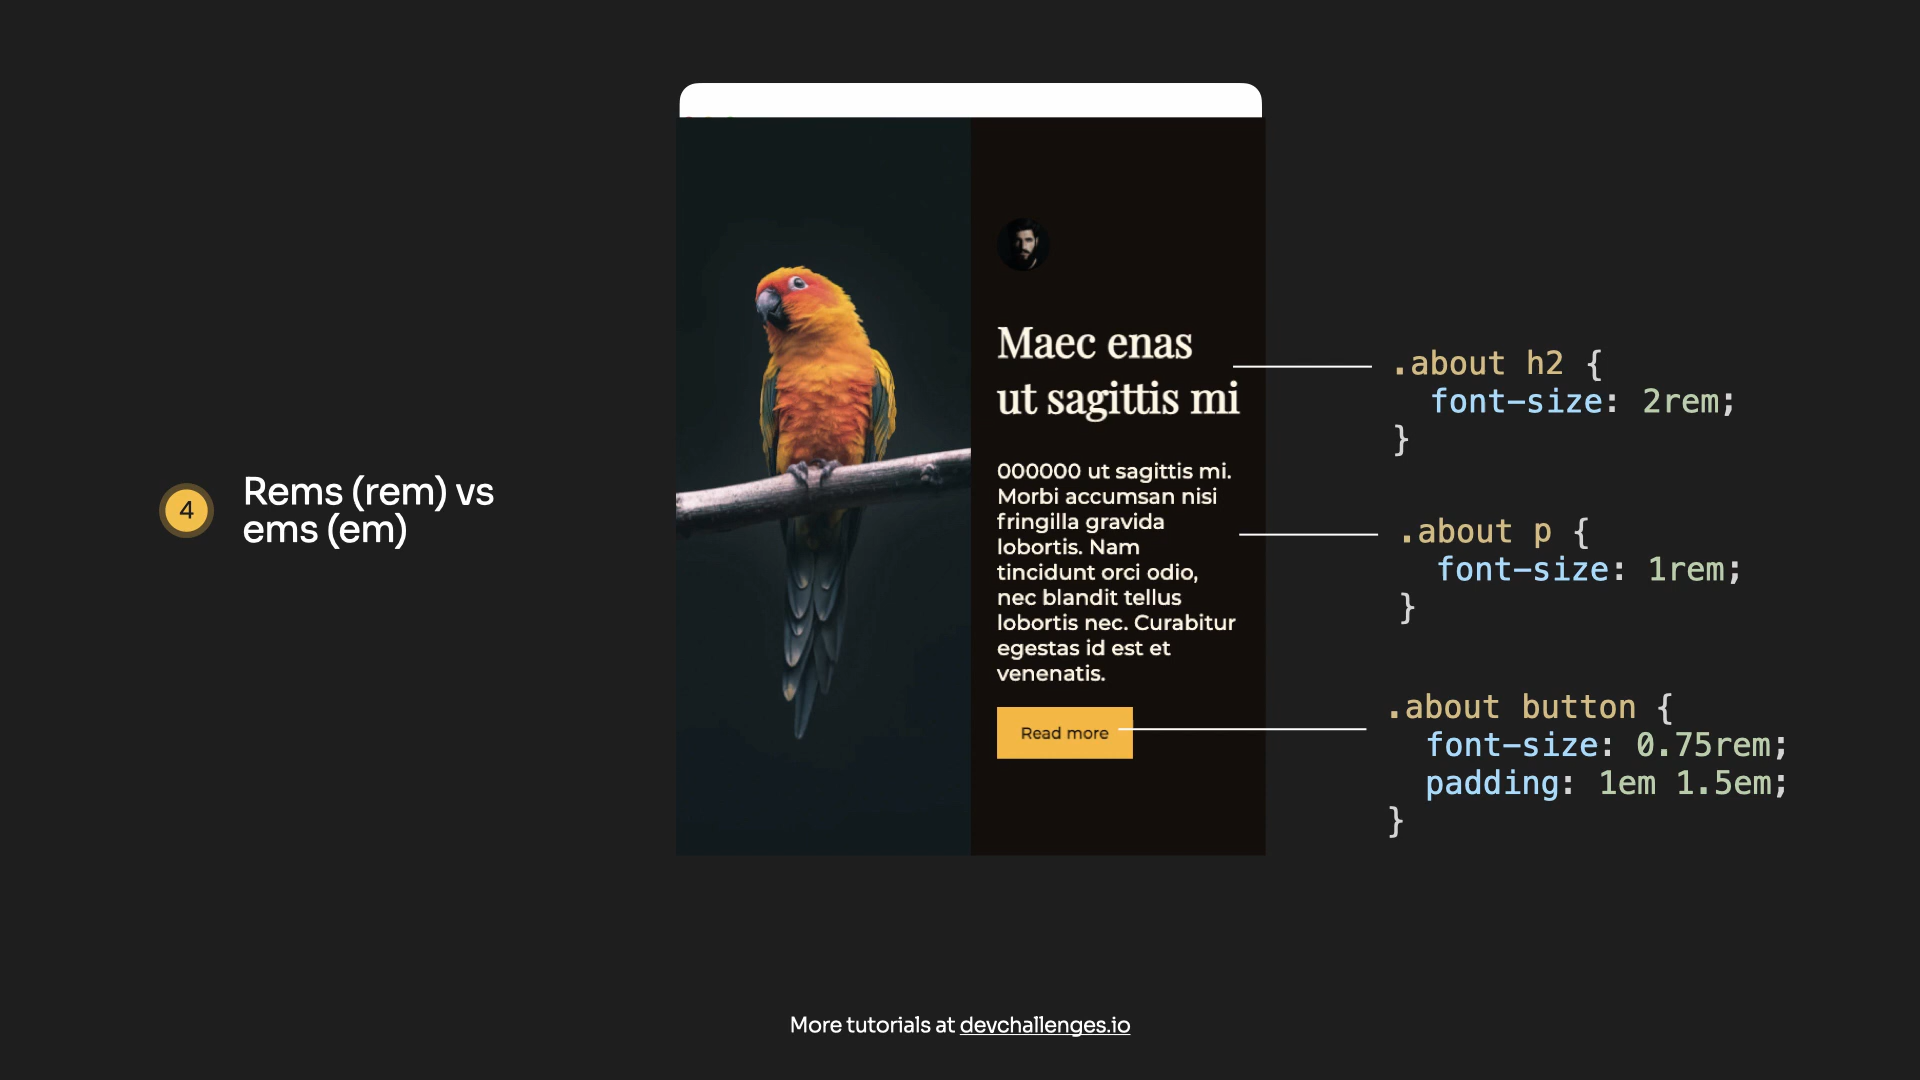 4
Rems (rem) vs
ems (em)
Maec enas
ut sagittis mi
000000 ut sagittis mi.
Morbi accumsan nisi
fringilla gravida
lobortis. Nam
tincidunt orci odio,
nec blandit tellus
lobortis nec. Curabitur
egestas id est et
venenatis.
Read more
.about h2 {
font-size: 2rem;
}
.about p {
font-size: 1rem;
}
.about button {
font-size: 0.75rem;
padding: 1em 1.5em;
}
More tutorials at devchallenges.io